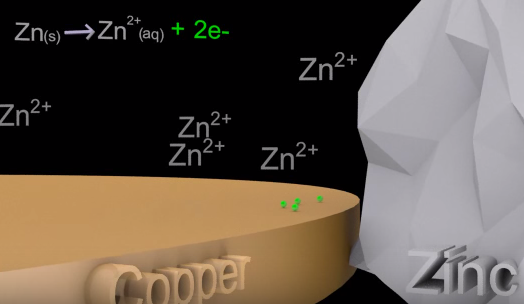 Zn(s) → Zn²⁺(aq) + 2e-
Zn²⁺
Zn²⁺
Zn²⁺
Zn²⁺
Zn²⁺
Copper
Zinc